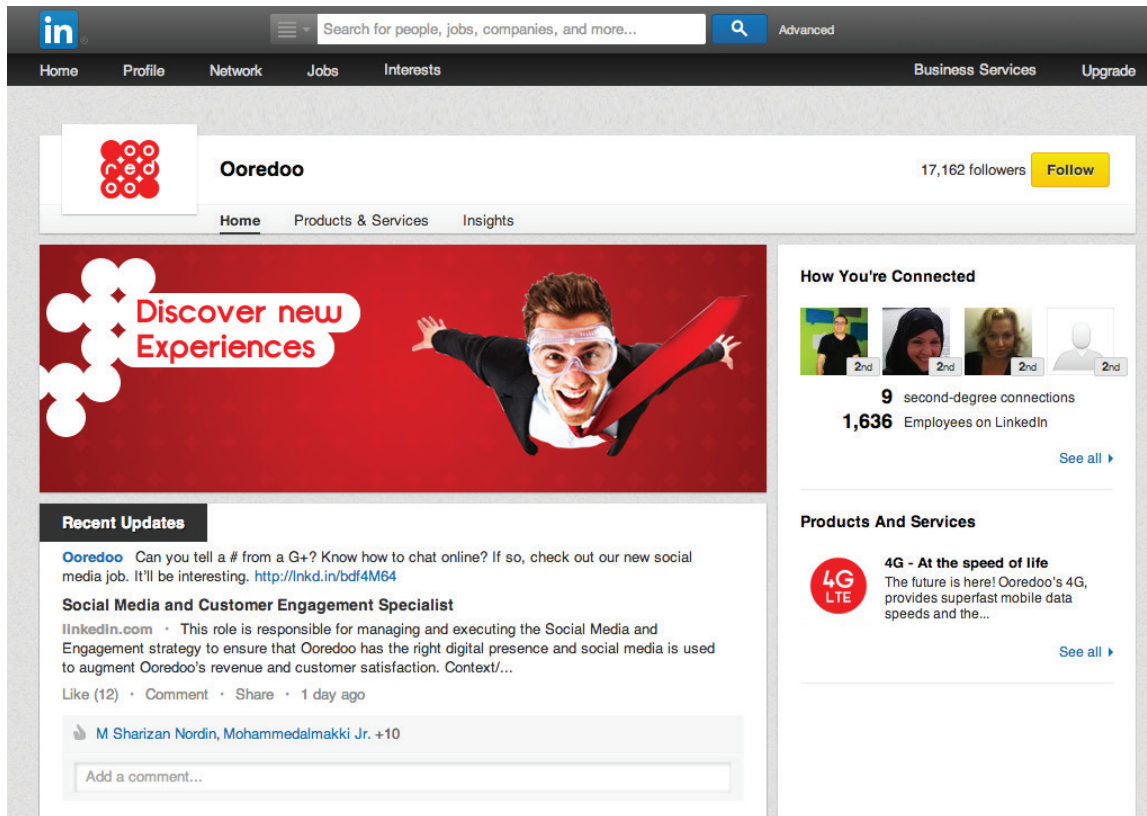 in
Search for people, jobs, companies, and more...
Advanced
Home Profile Network Jobs Interests Business Services Upgrade
oo
red
oo
Ooredoo
17,162 followers
Follow
Home Products & Services Insights
Discover new
Experiences
How You're Connected
2nd 2nd 2nd 2nd
9 second-degree connections
1,636 Employees on LinkedIn
See all
Recent Updates
Ooredoo Can you tell a # from a G+? Know how to chat online? If so, check out our new social
media job. It'll be interesting. http://lnkd.in/bdf4M64
Social Media and Customer Engagement Specialist
linkedin.com · This role is responsible for managing and executing the Social Media and
Engagement strategy to ensure that Ooredoo has the right digital presence and social media is used
to augment Ooredoo's revenue and customer satisfaction. Context/...
Like (12) · Comment · Share · 1 day ago
M Sharizan Nordin, Mohammedalmakki Jr. +10
Add a comment...
Products And Services
4G
LTE
4G - At the speed of life
The future is here! Ooredoo's 4G,
provides superfast mobile data
speeds and the...
See all